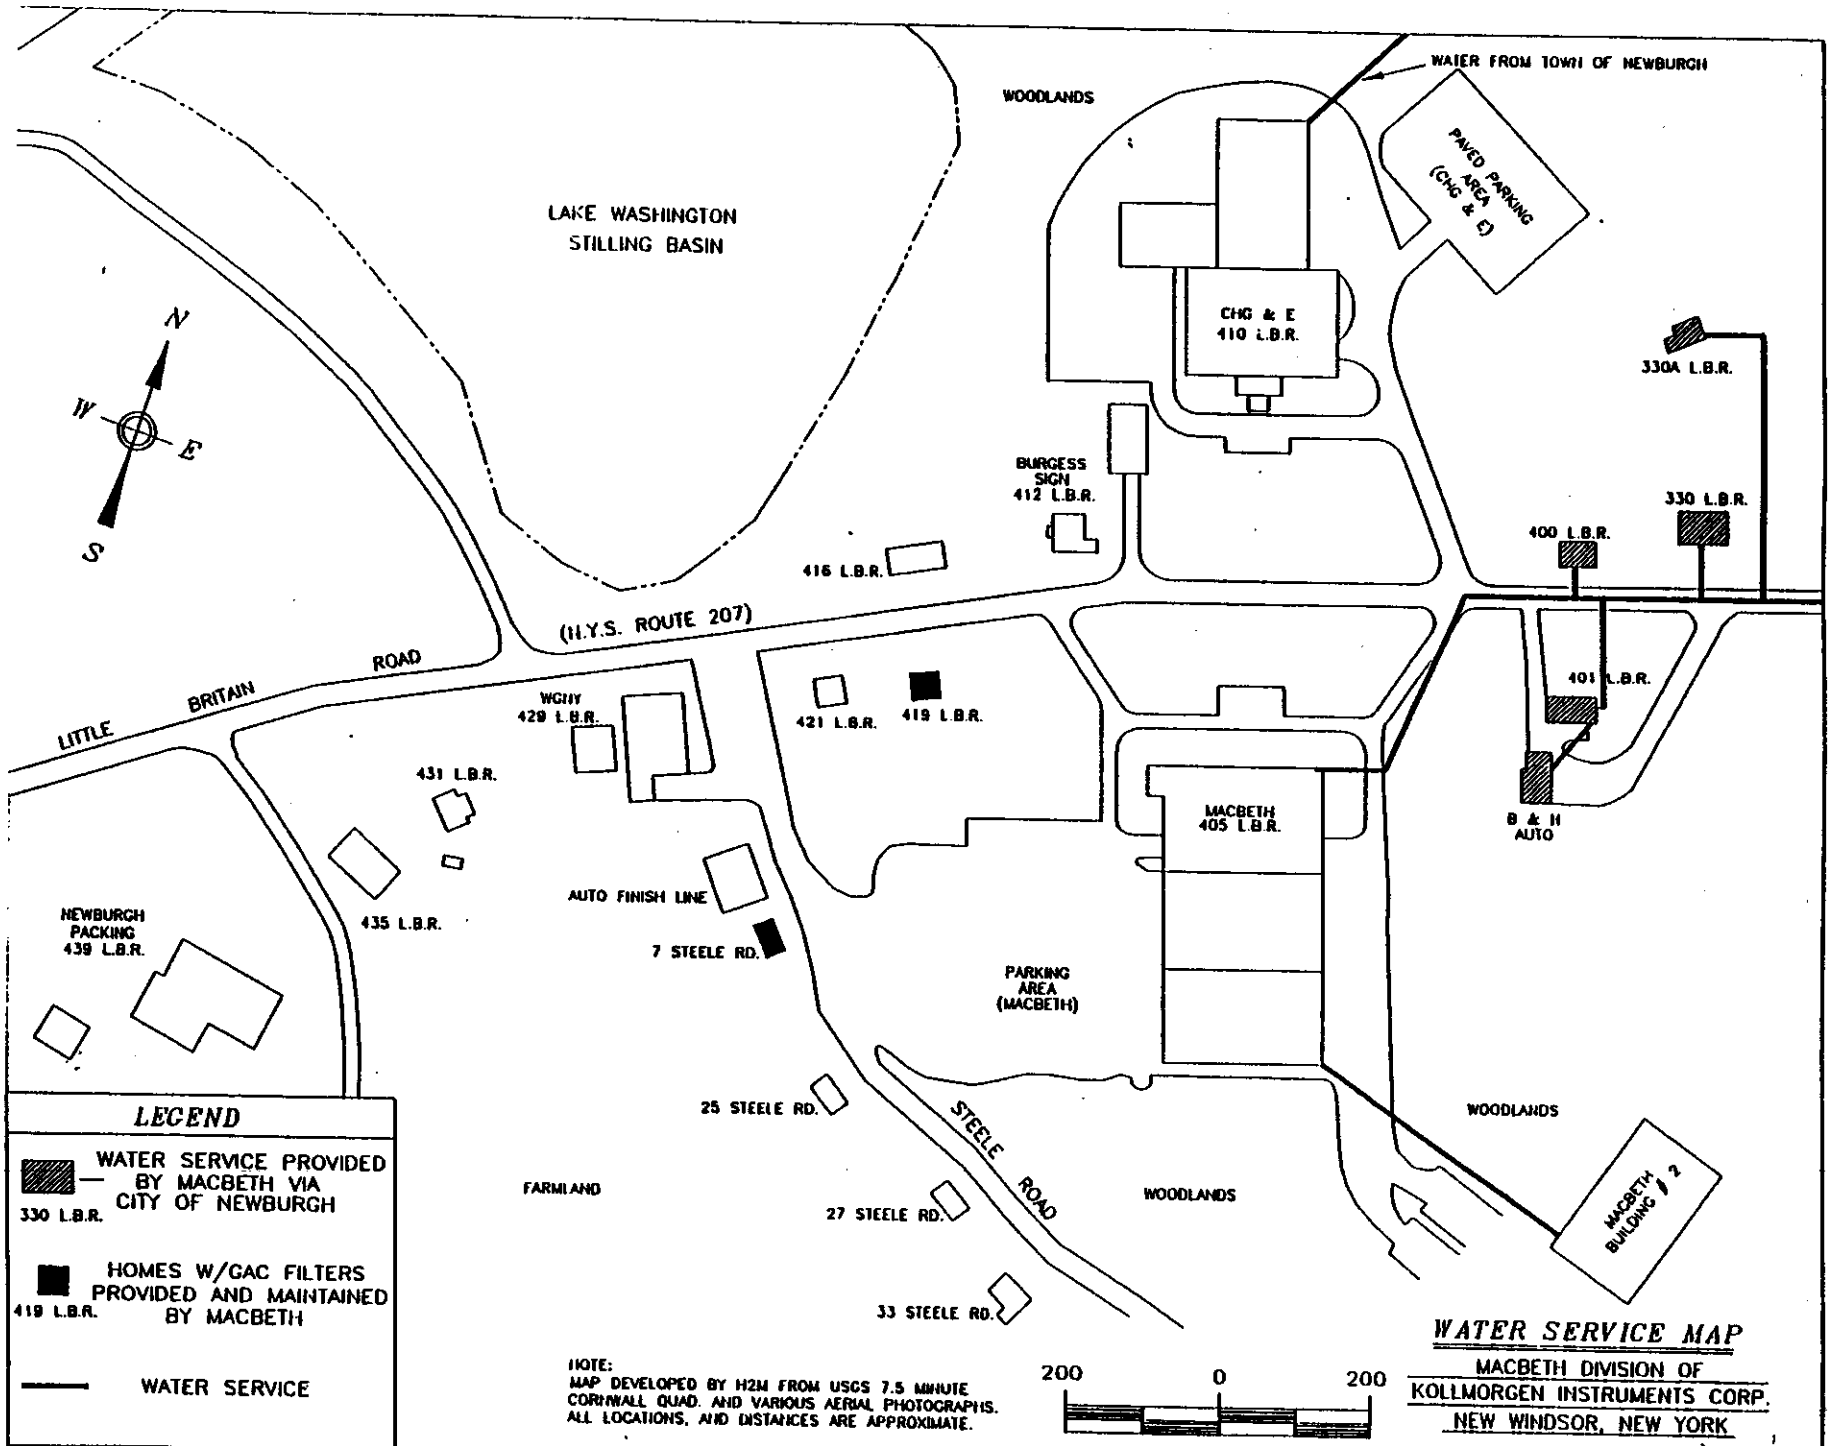 WATER FROM TOWN OF NEWBURGH
WOODLANDS
PAVED PARKING
AREA
(CHG & E)
LAKE WASHINGTON
STILLING BASIN
CHG & E
410 L.B.R.
N
W
E
S
330A L.B.R.
BURGESS
SIGN
412 L.B.R.
330 L.B.R.
400 L.B.R.
416 L.B.R.
(N.Y.S. ROUTE 207)
LITTLE BRITAIN ROAD
WGNY
429 L.B.R.
421 L.B.R.
419 L.B.R.
401 L.B.R.
431 L.B.R.
MACBETH
405 L.B.R.
B & H
AUTO
AUTO FINISH LINE
435 L.B.R.
NEWBURGH
PACKING
439 L.B.R.
7 STEELE RD.
PARKING
AREA
(MACBETH)
25 STEELE RD.
STEELE ROAD
WOODLANDS
FARMLAND
WOODLANDS
27 STEELE RD.
MACBETH
BUILDING # 2
33 STEELE RD.
LEGEND
WATER SERVICE PROVIDED
BY MACBETH VIA
CITY OF NEWBURGH
330 L.B.R.
HOMES W/GAC FILTERS
PROVIDED AND MAINTAINED
BY MACBETH
419 L.B.R.
WATER SERVICE
NOTE:
MAP DEVELOPED BY H2M FROM USGS 7.5 MINUTE
CORNWALL QUAD. AND VARIOUS AERIAL PHOTOGRAPHS.
ALL LOCATIONS, AND DISTANCES ARE APPROXIMATE.
200 0 200
WATER SERVICE MAP
MACBETH DIVISION OF
KOLLMORGEN INSTRUMENTS CORP.
NEW WINDSOR, NEW YORK